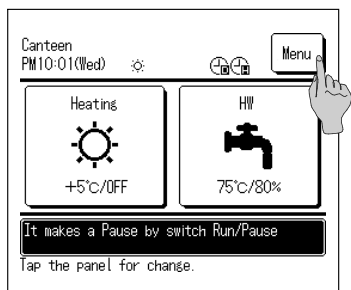 Canteen
Menu
PM10:01(Wed)
Heating
HW
+5℃/OFF
75℃/80%
It makes a Pause by switch Run/Pause
Tap the panel for change.